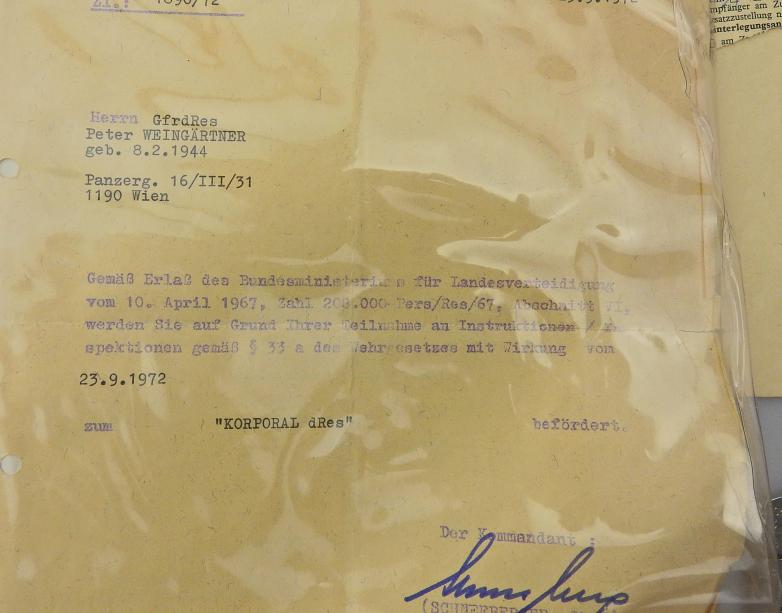 Zl.: 1890/72
Herrn GfrdRes
Peter WEINGÄRTNER
geb. 8.2.1944
Panzerg. 16/III/31
1190 Wien
Gemäß Erlaß des Bundesministeriums für Landesverteidigung
vom 10. April 1967, Zahl 208.000-Pers/Res/67, Abschnitt VI,
werden Sie auf Grund Ihrer Teilnahme an Instruktionen /
spektionen gemäß § 33 a des Wehrgesetzes mit Wirkung von
23.9.1972
zum "KORPORAL dRes" befördert.
Der Kommandant :